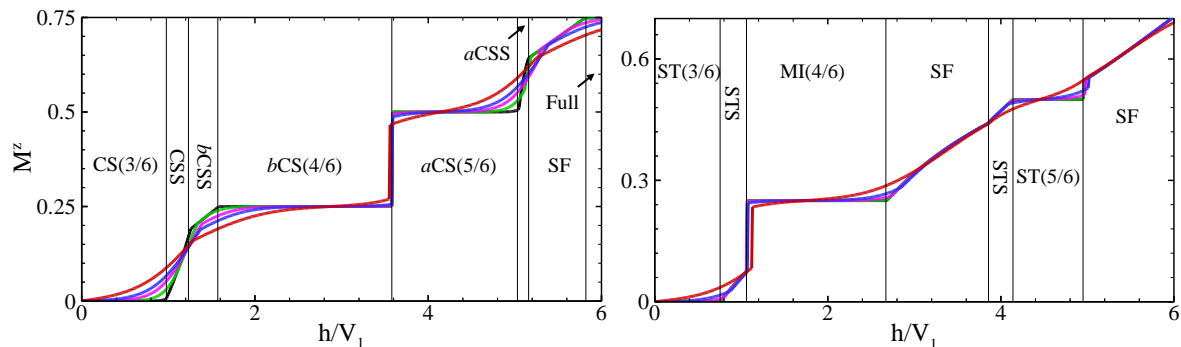 0.75
0.5
0.25
0
M^z
CS(3/6)
CSS
bCSS
bCS(4/6)
aCS(5/6)
aCSS
SF
Full
0 2 4 6
h/V_1
0.6
0.3
0
ST(3/6)
STS
MI(4/6)
SF
STS
ST(5/6)
SF
0 2 4 6
h/V_1